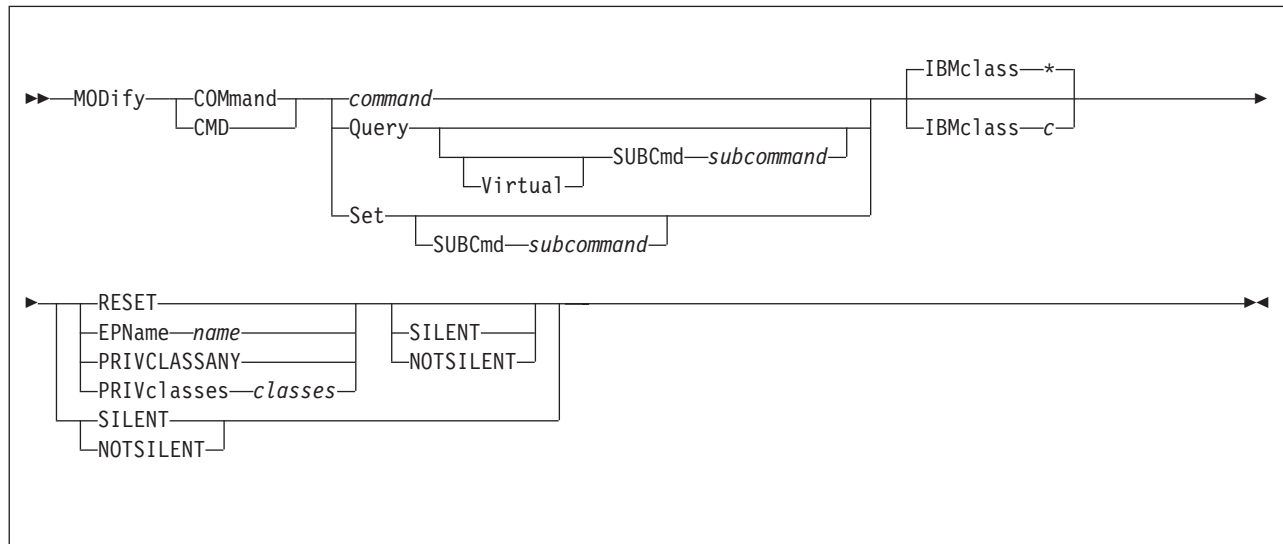 IBMclass *
MODify COMmand command IBMclass c
CMD Query
Virtual SUBCmd subcommand
Set
SUBCmd subcommand
RESET
EPName name SILENT
PRIVCLASSANY NOTSILENT
PRIVclasses classes
SILENT
NOTSILENT